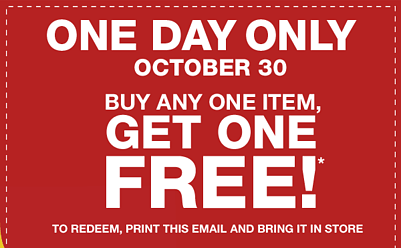 ONE DAY ONLY
OCTOBER 30
BUY ANY ONE ITEM,
GET ONE
FREE!*
TO REDEEM, PRINT THIS EMAIL AND BRING IT IN STORE